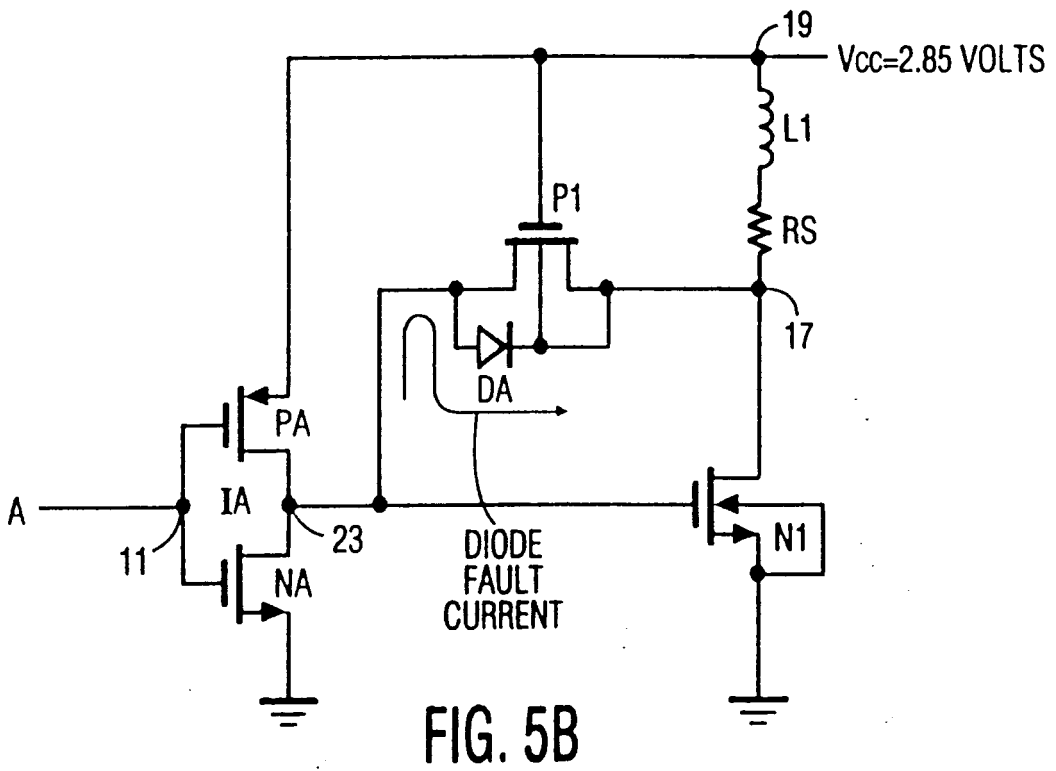 19
VCC=2.85 VOLTS
L1
P1
RS
17
DA
PA
A
IA
11
23
N1
NA
DIODE
FAULT
CURRENT
FIG. 5B